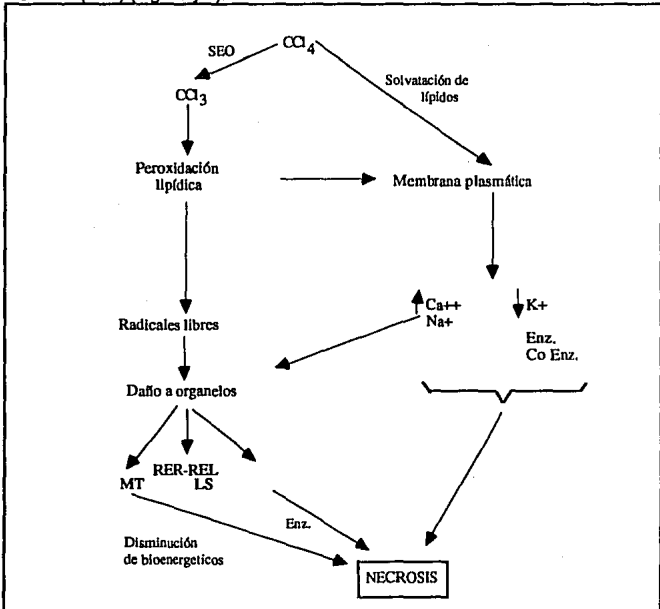 SEO
CCl4
Solvatación de
lípidos
CCl3
Peroxidación
lipídica
Membrana plasmática
Ca++
Na+
K+
Enz.
Co Enz.
Radicales libres
Daño a organelos
MT
RER-REL
LS
Enz.
Disminución
de bioenergeticos
NECROSIS